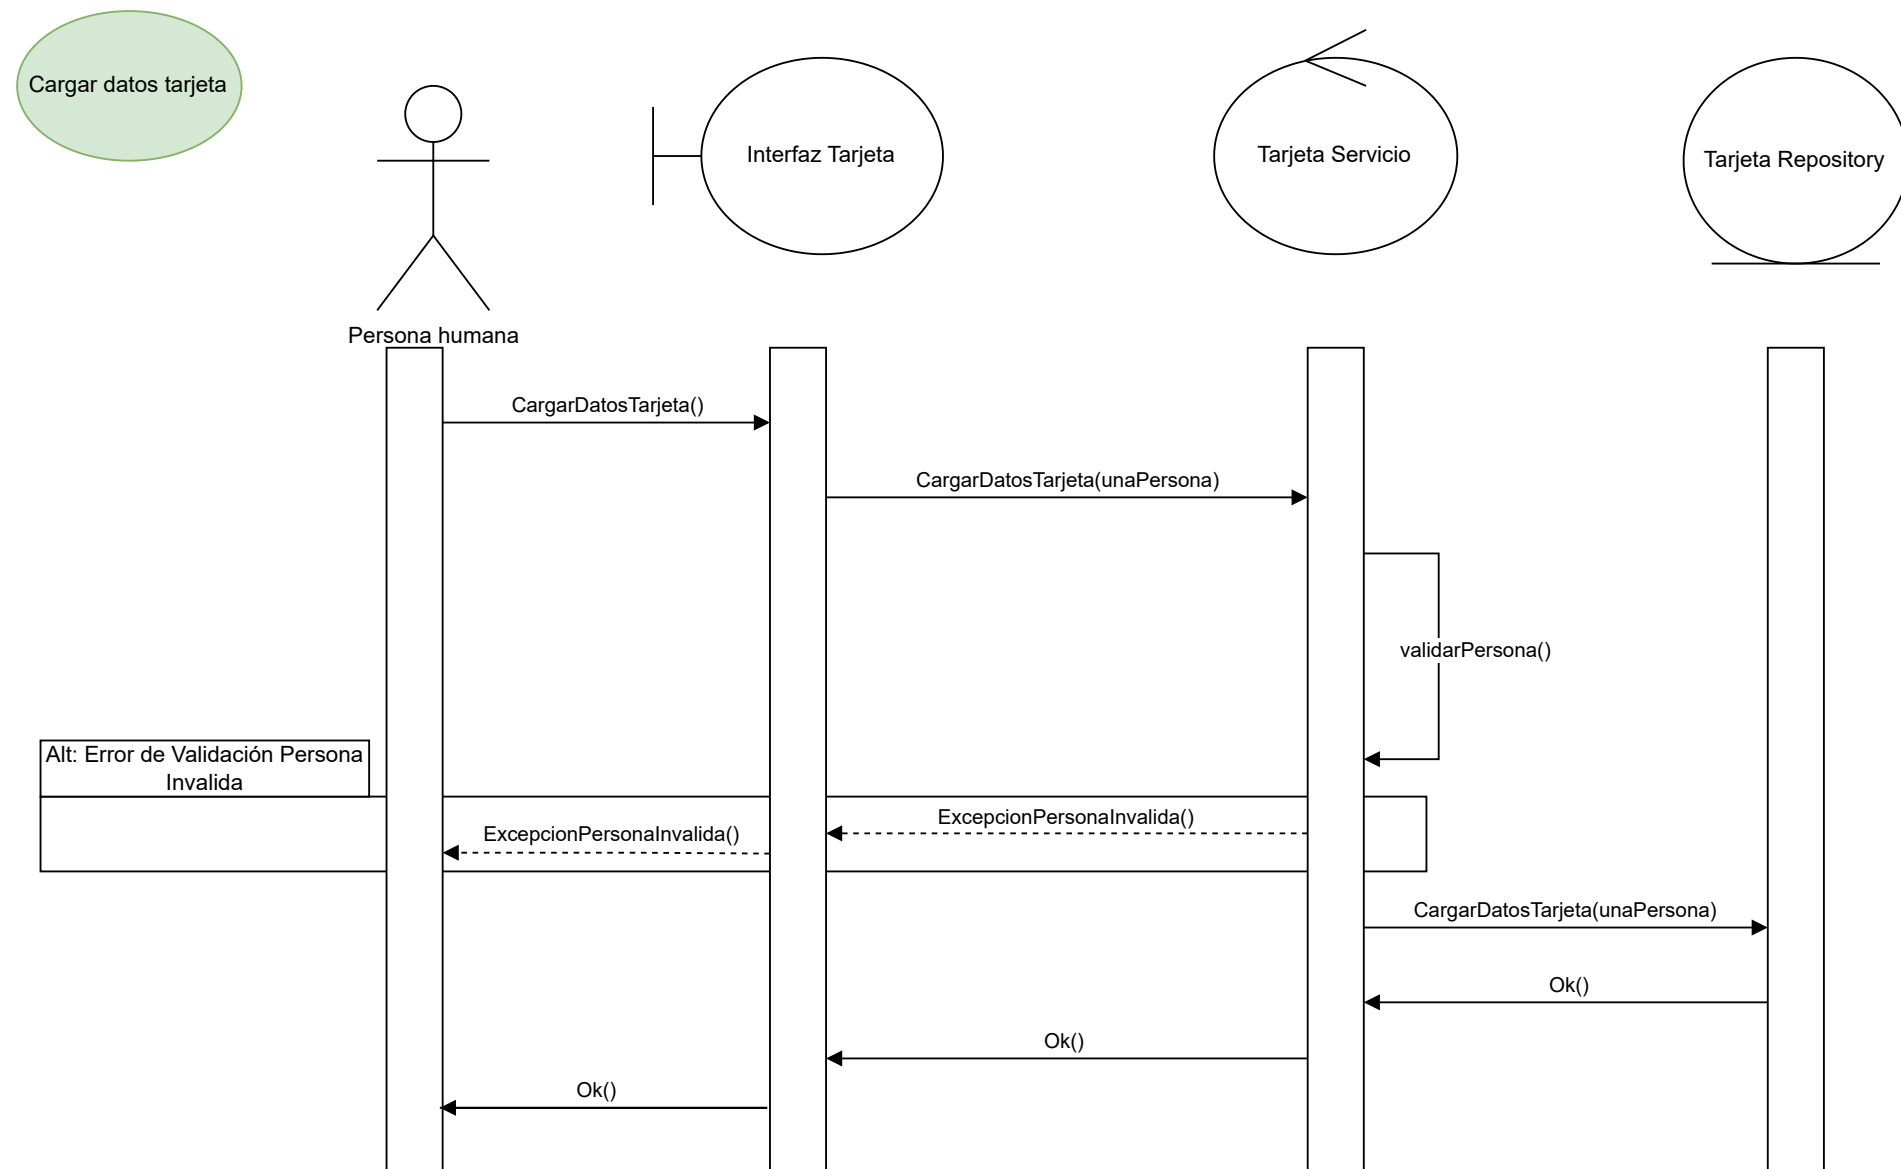 Cargar datos tarjeta
Interfaz Tarjeta
Tarjeta Servicio
Tarjeta Repository
Persona humana
CargarDatosTarjeta()
CargarDatosTarjeta(unaPersona)
validarPersona()
Alt: Error de Validación Persona
Invalida
ExcepcionPersonaInvalida()
ExcepcionPersonaInvalida()
CargarDatosTarjeta(unaPersona)
Ok()
Ok()
Ok()